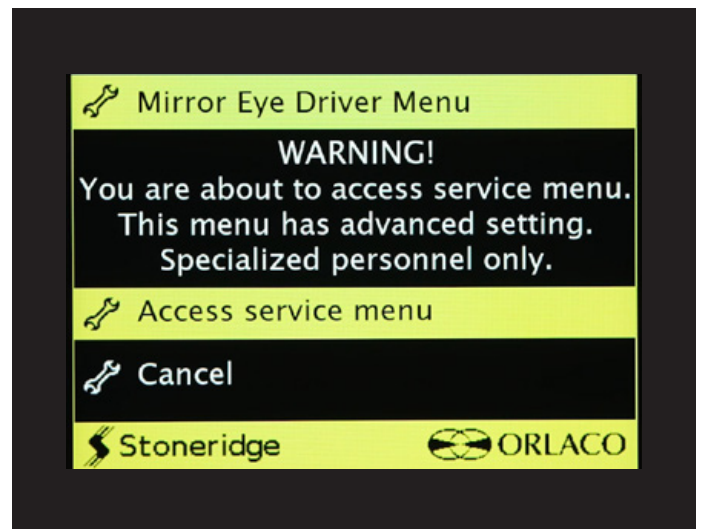 Mirror Eye Driver Menu
WARNING!
You are about to access service menu.
This menu has advanced setting.
Specialized personnel only.
Access service menu
Cancel
Stoneridge ORLACO